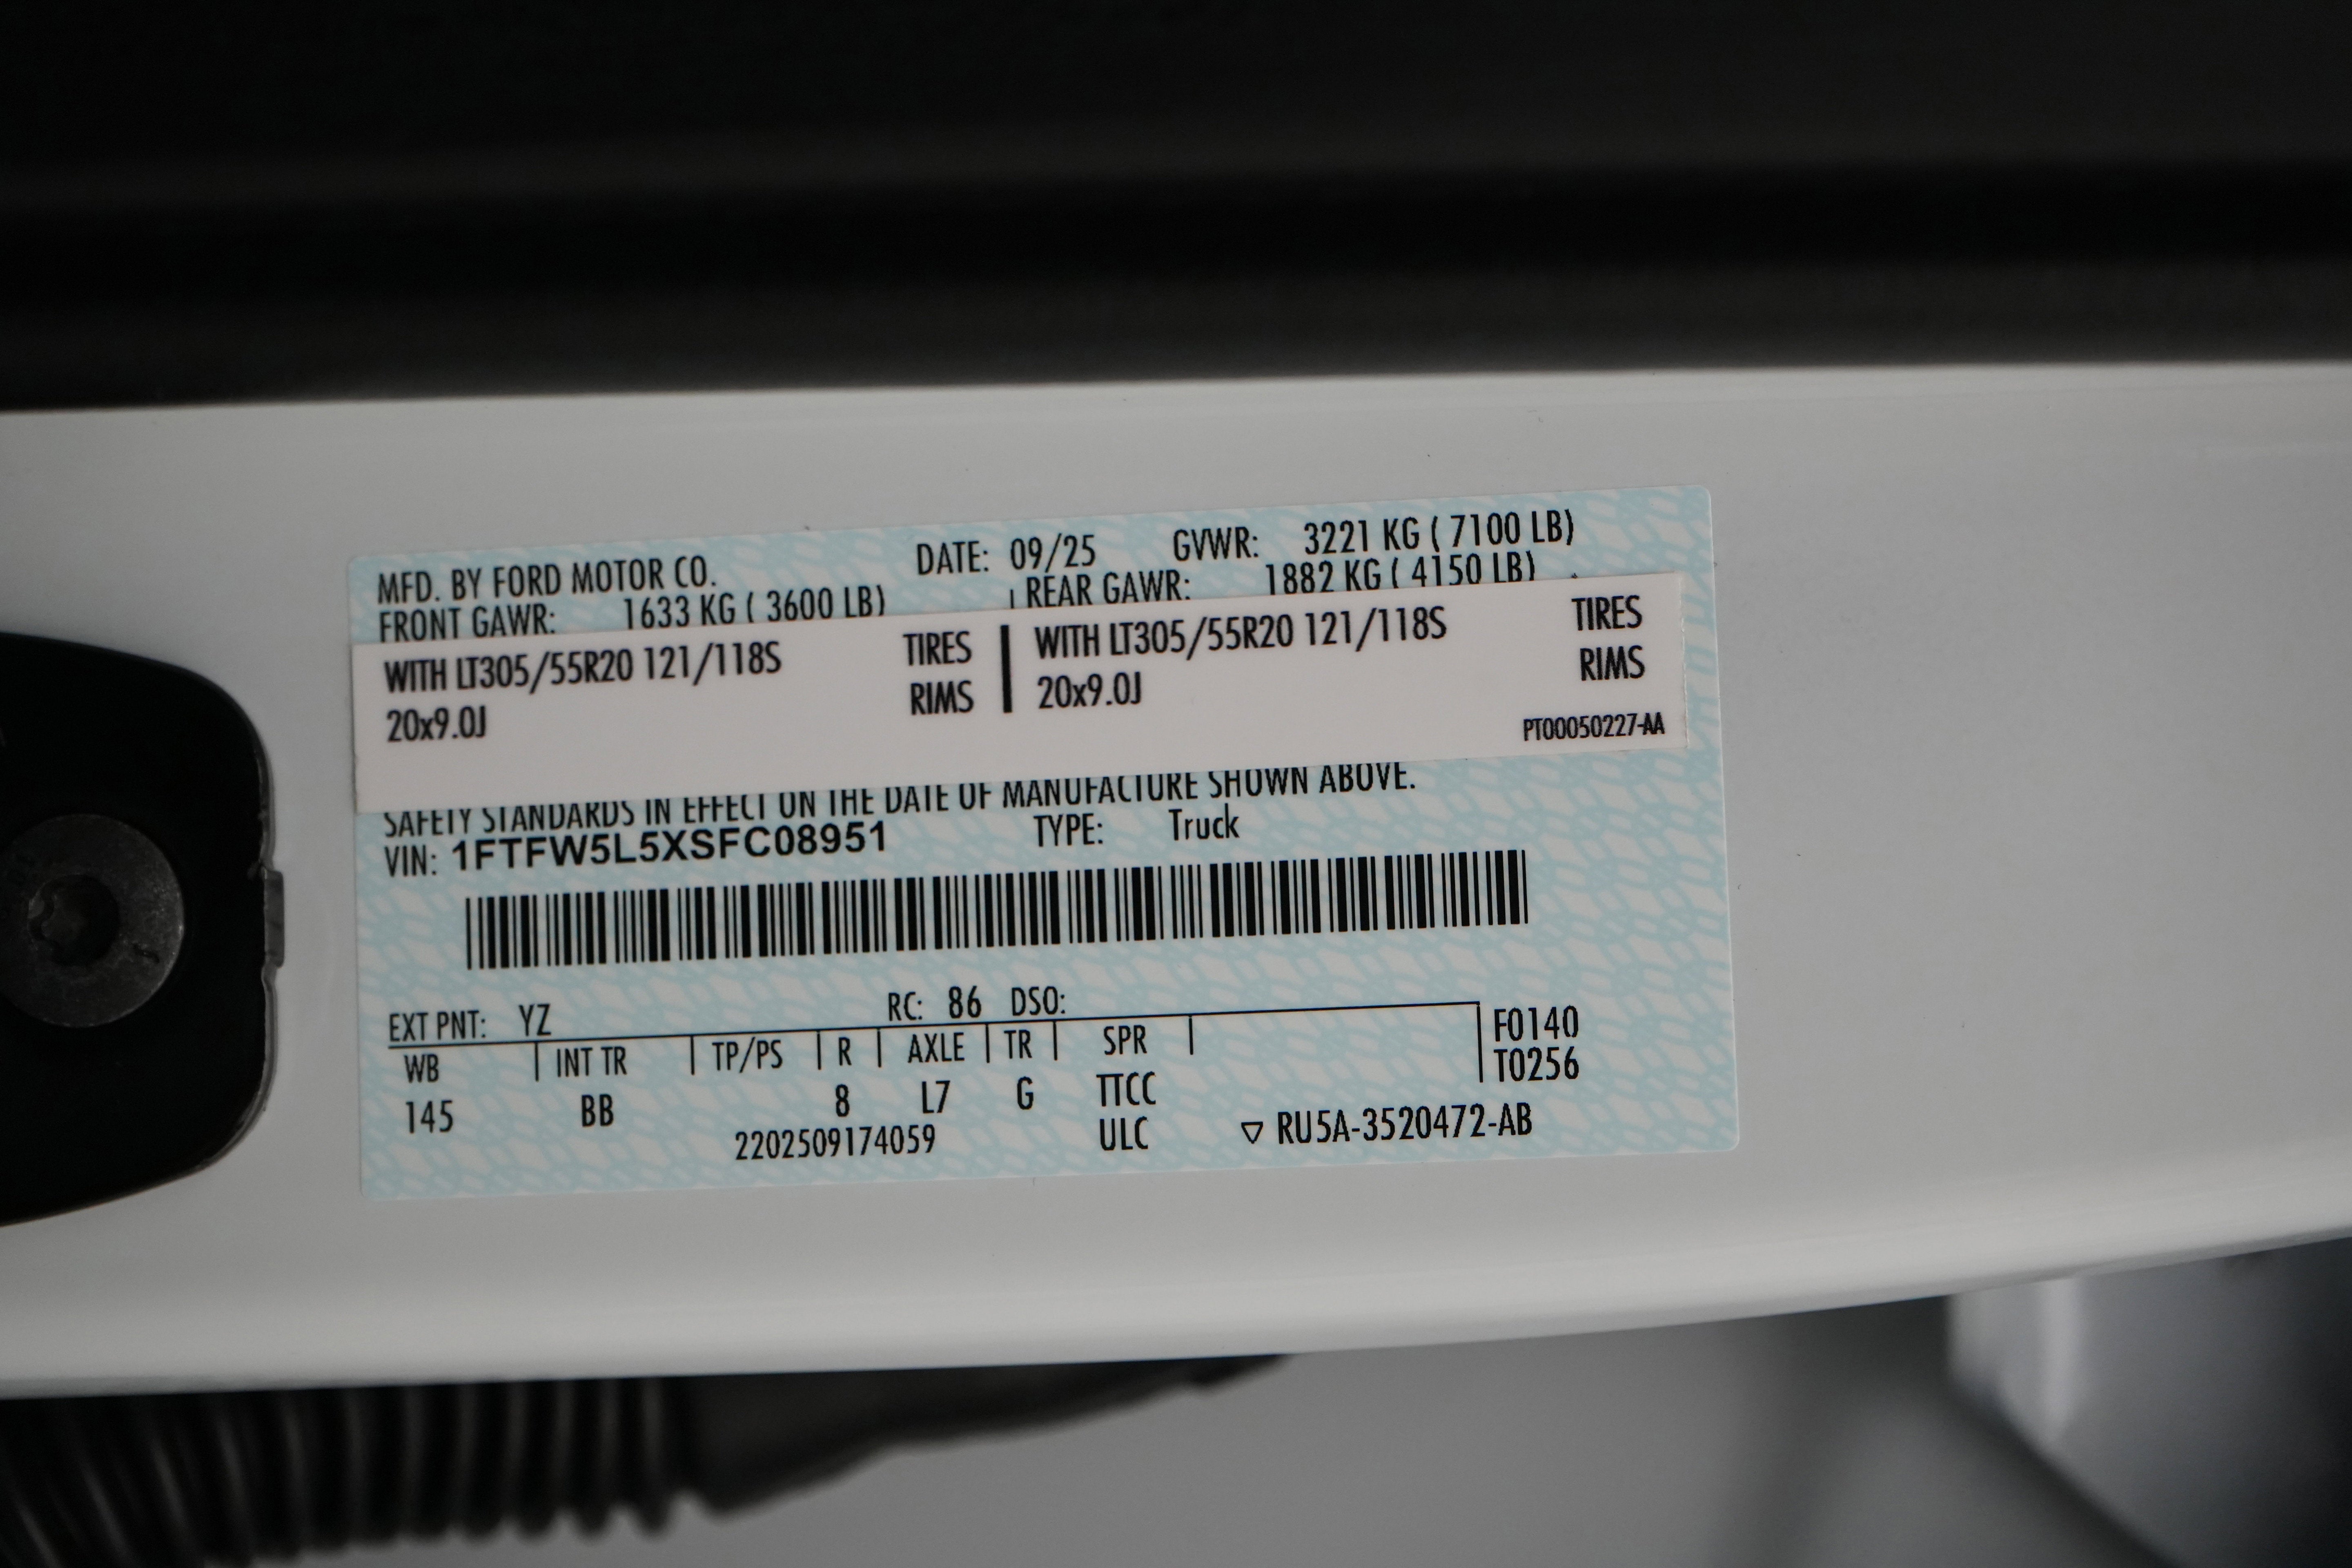 MFD. BY FORD MOTOR CO. DATE: 09/25 GVWR: 3221 KG ( 7100 LB)
FRONT GAWR: 1633 KG ( 3600 LB) REAR GAWR: 1882 KG ( 4150 LB)
WITH LT305/55R20 121/118S TIRES | WITH LT305/55R20 121/118S TIRES
20x9.0J RIMS 20x9.0J RIMS
PT00050227-AA
SAFETY STANDARDS IN EFFECT ON THE DATE OF MANUFACTURE SHOWN ABOVE.
VIN: 1FTFW5L5XSFC08951 TYPE: Truck
EXT PNT: YZ RC: 86 DSO:
WB | INT TR | TP/PS | R | AXLE | TR | SPR | F0140
T0256
145 BB 8 L7 G TTCC
2202509174059 ULC ▽ RU5A-3520472-AB